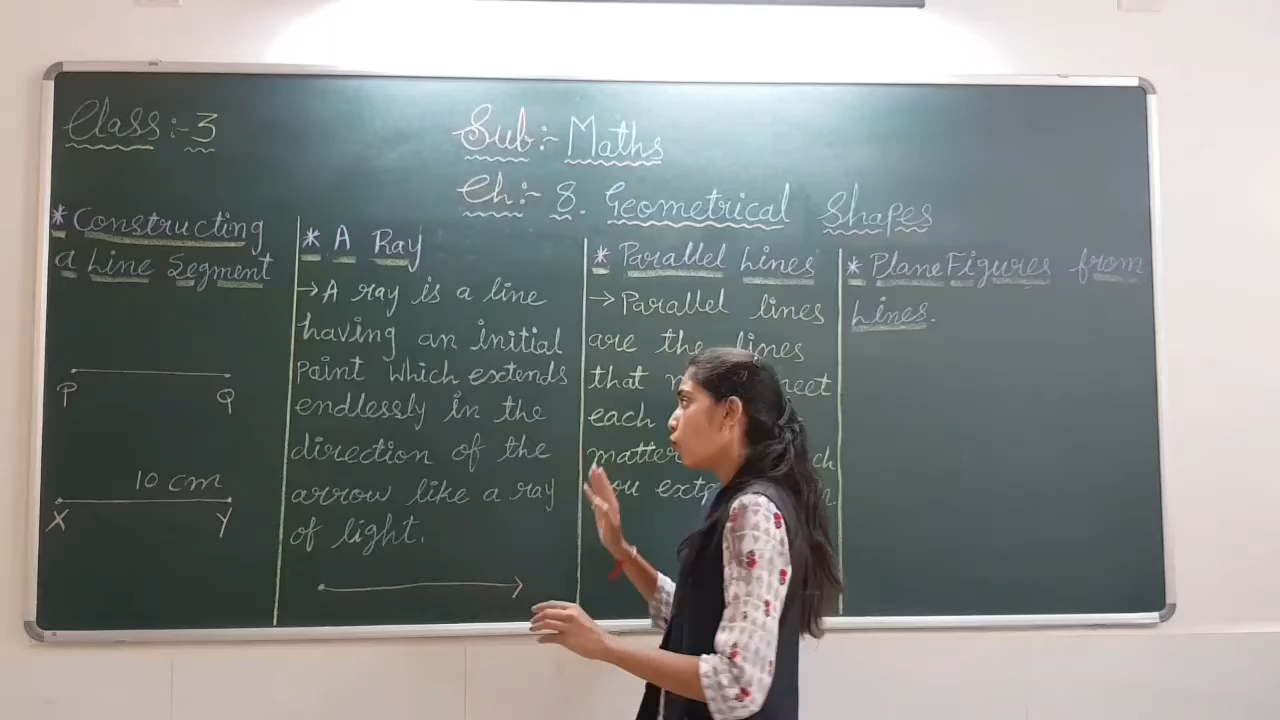 Class:- 3
Sub:- Maths
Ch:- 8. Geometrical Shapes
* Constructing
a Line Segment
P Q
10 cm
X Y
* A Ray
→ A ray is a line
having an initial
point which extends
endlessly in the
direction of the
arrow like a ray
of light.
* Parallel Lines
→ Parallel lines
are the lines
that
each
matter
you
* Plane Figures from
Lines.